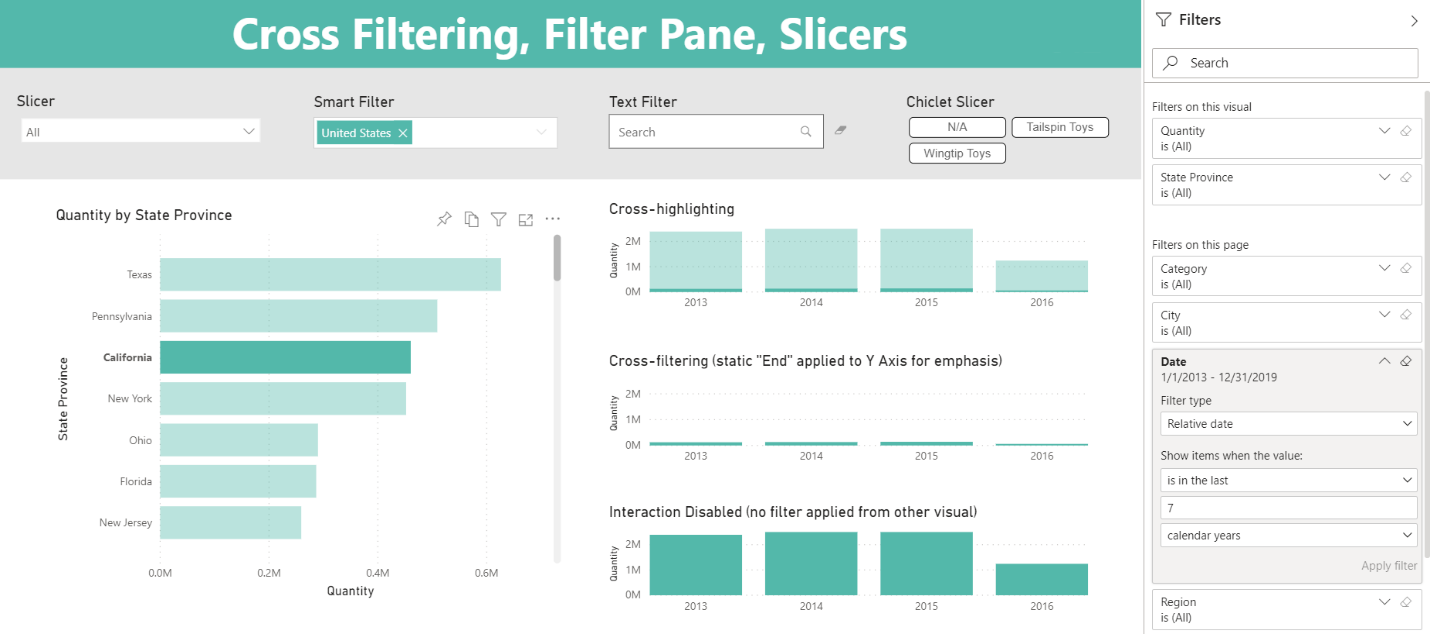 Cross Filtering, Filter Pane, Slicers
Slicer
All
Smart Filter
United States
Text Filter
Search
Chiclet Slicer
N/A
Tailspin Toys
Wingtip Toys
Quantity by State Province
State Province
Texas
Pennsylvania
California
New York
Ohio
Florida
New Jersey
0.0M
0.2M
0.4M
0.6M
Quantity
Cross-highlighting
Quantity
2M
1M
0M
2013
2014
2015
2016
Cross-filtering (static "End" applied to Y Axis for emphasis)
Quantity
2M
1M
0M
2013
2014
2015
2016
Interaction Disabled (no filter applied from other visual)
Quantity
2M
1M
0M
2013
2014
2015
2016
Filters
Search
Filters on this visual
Quantity
is (All)
State Province
is (All)
Filters on this page
Category
is (All)
City
is (All)
Date
1/1/2013 - 12/31/2019
Filter type
Relative date
Show items when the value:
is in the last
7
calendar years
Apply filter
Region
is (All)